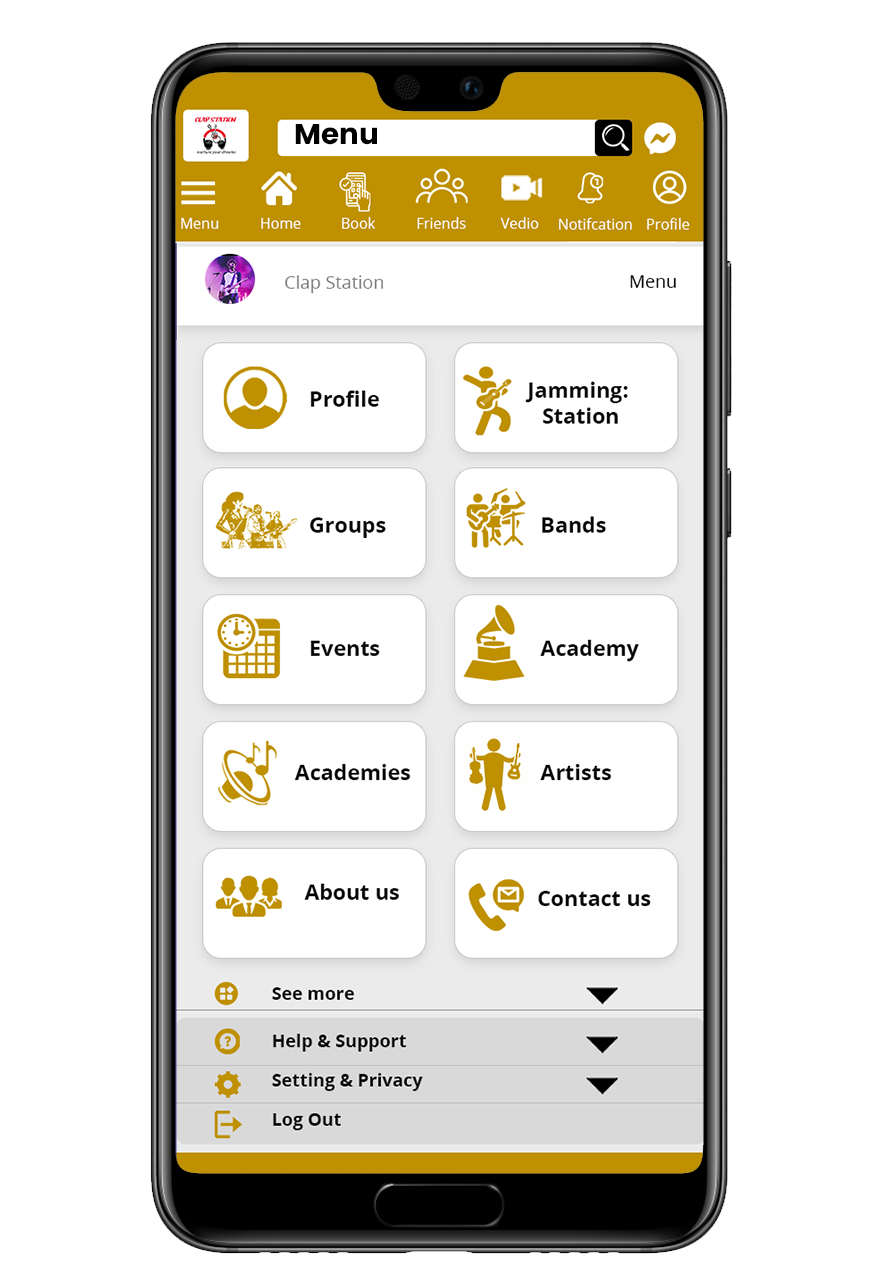 CLAP STATION
Menu
Menu
Home
Book
Friends
Vedio
Notifcation
Profile
Clap Station
Menu
Profile
Jamming:
Station
Groups
Bands
Events
Academy
Academies
Artists
About us
Contact us
See more
Help & Support
Setting & Privacy
Log Out